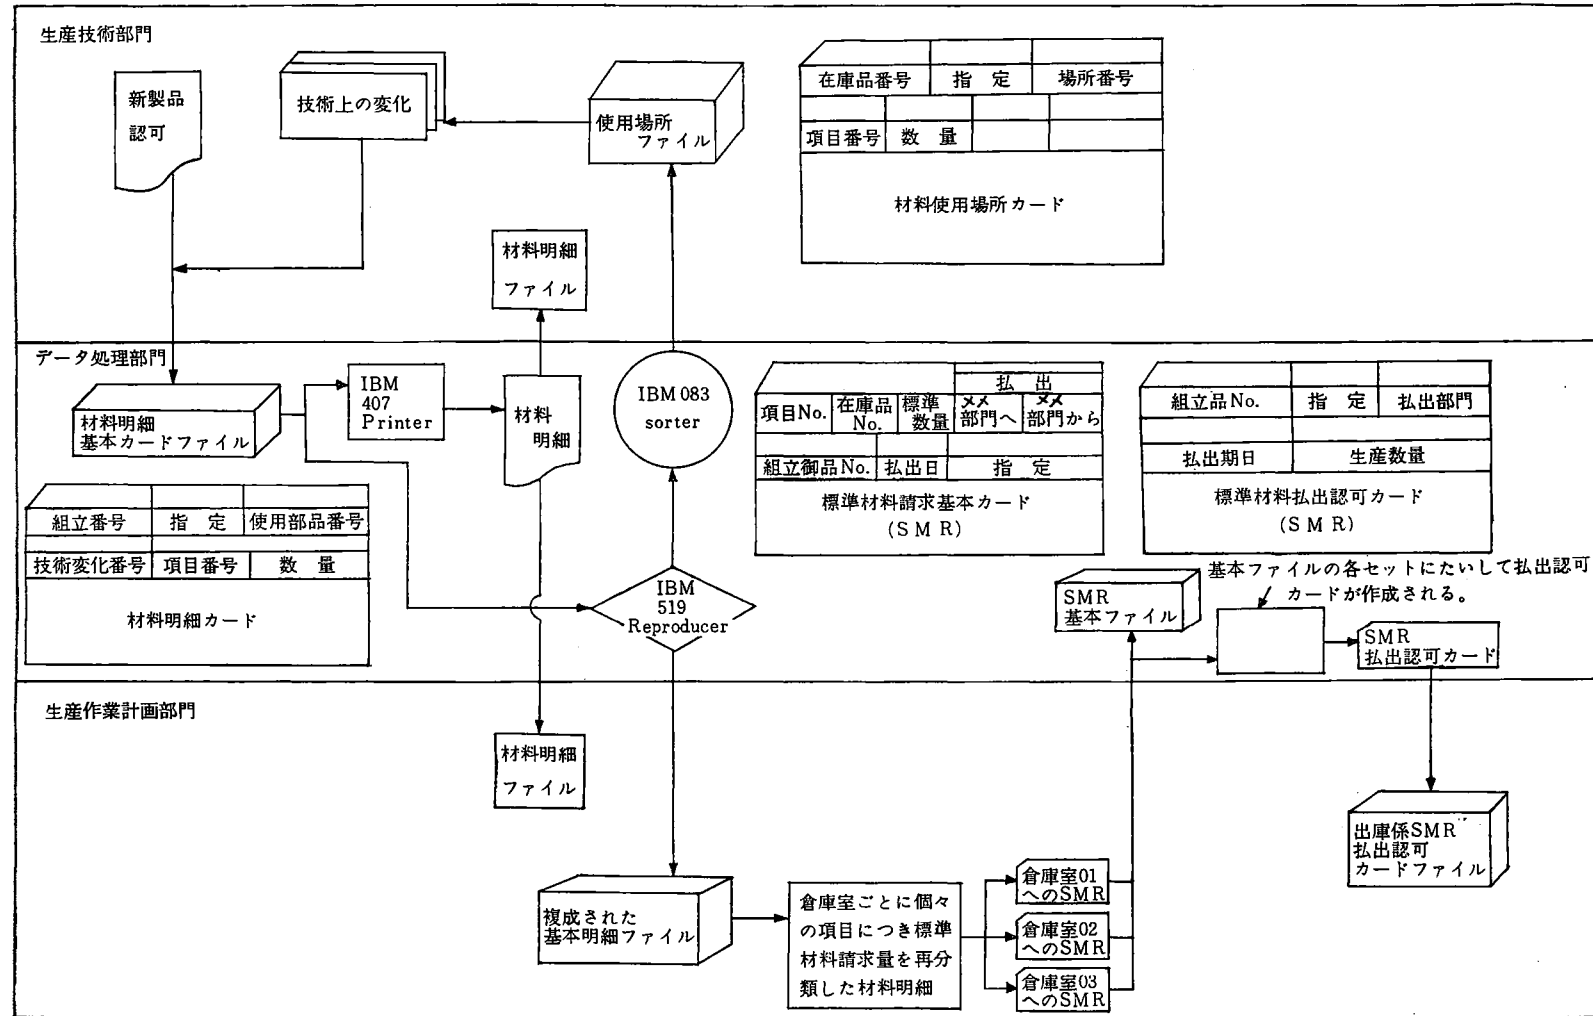 生産技術部門
新製品
認可
技術上の変化
使用場所
ファイル
在庫品番号 指 定 場所番号
項目番号 数 量
材料使用場所カード
材料明細
ファイル
データ処理部門
材料明細
基本カードファイル
IBM
407
Printer
材料
明細
IBM 083
sorter
払 出
項目No. 在庫品No. 標準数量 メメ部門へ メメ部門から
組立御品No. 払出日 指 定
標準材料請求基本カード
(SMR)
組立品No. 指 定 払出部門
払出期日 生産数量
標準材料払出認可カード
(SMR)
組立番号 指 定 使用部品番号
技術変化番号 項目番号 数 量
材料明細カード
IBM
519
Reproducer
SMR
基本ファイル
基本ファイルの各セットにたいして払出認可
カードが作成される。
SMR
払出認可カード
生産作業計画部門
材料明細
ファイル
複成された
基本明細ファイル
倉庫室ごとに個々
の項目につき標準
材料請求量を再分
類した材料明細
倉庫室01
へのSMR
倉庫室02
へのSMR
倉庫室03
へのSMR
出庫係SMR
払出認可
カードファイル